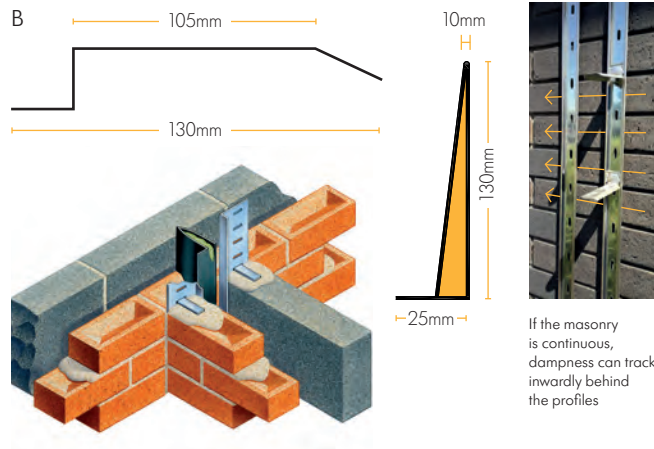 B
105mm
130mm
10mm
130mm
25mm
If the masonry
is continuous,
dampness can track
inwardly behind
the profiles